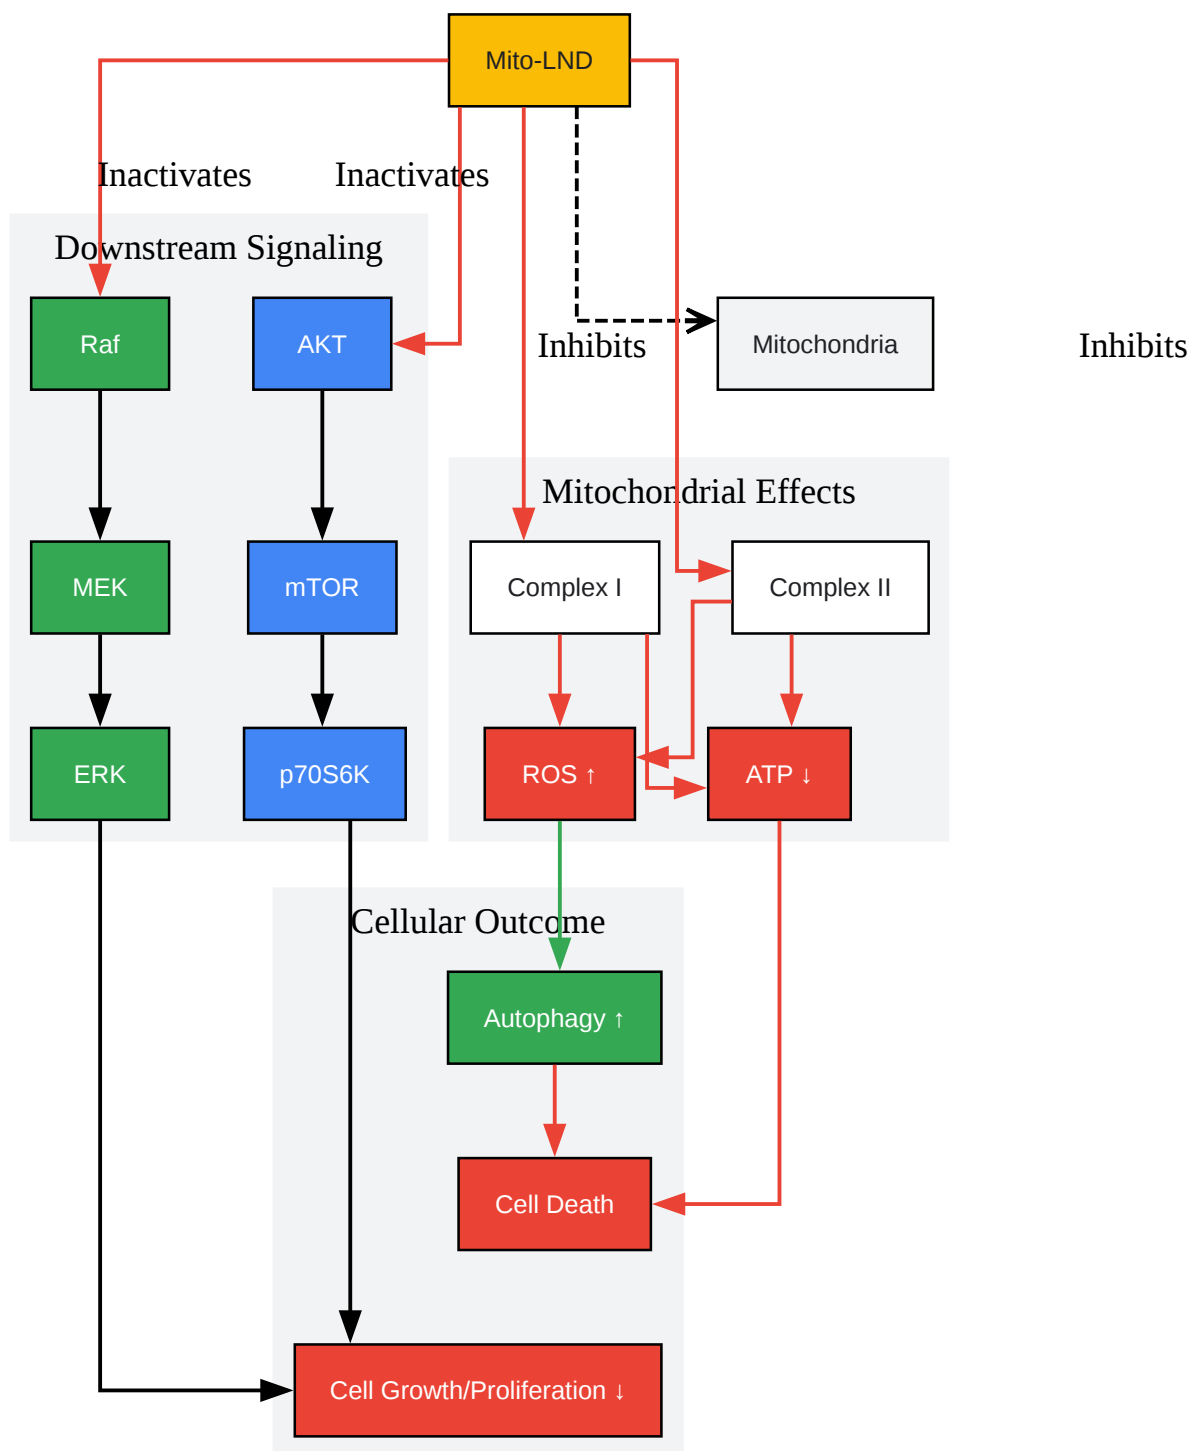 Mito-LND
Inactivates
Inactivates
Downstream Signaling
Raf
AKT
Inhibits
Mitochondria
Inhibits
Mitochondrial Effects
MEK
mTOR
Complex I
Complex II
ERK
p70S6K
ROS ↑
ATP ↓
Cellular Outcome
Autophagy ↑
Cell Death
Cell Growth/Proliferation ↓